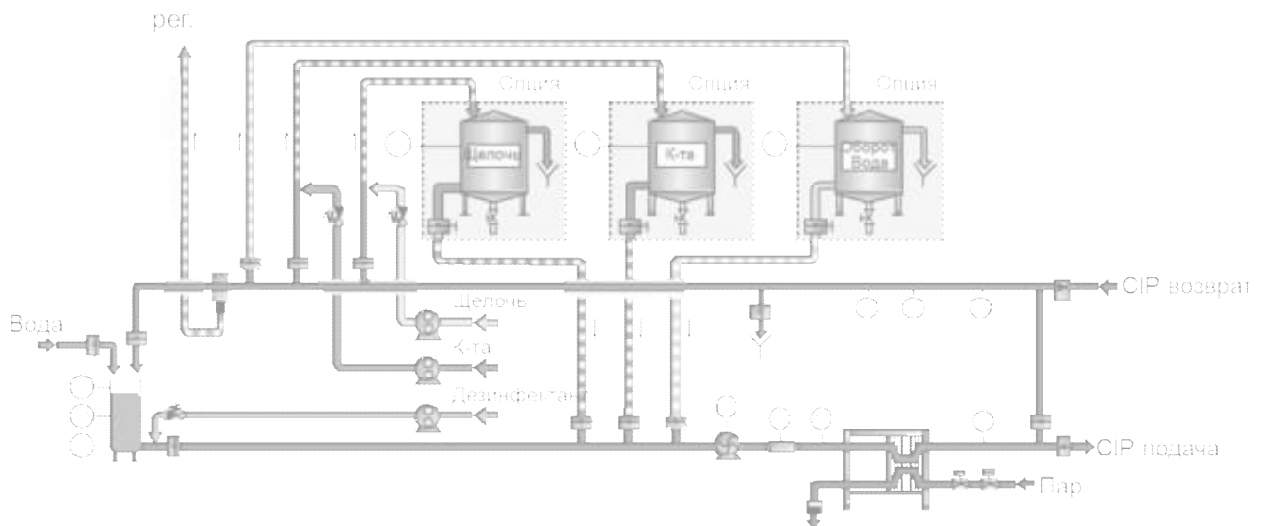 рег.
Опция
Опция
Опция
Щелочь
К-та
Оборот
Вода
CIP возврат
Щелочь
Вода
К-та
Дезинфектант
CIP подача
Пар